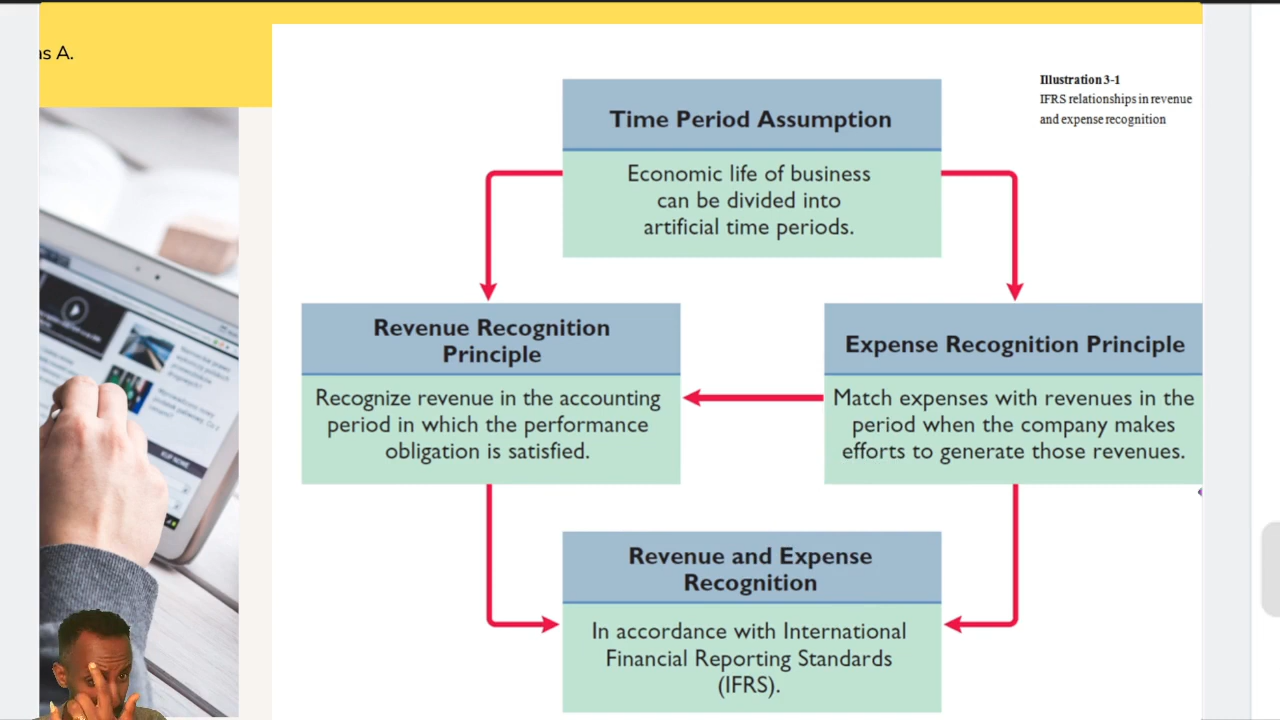 ns A.
Illustration 3-1
IFRS relationships in revenue
and expense recognition
Time Period Assumption
Economic life of business
can be divided into
artificial time periods.
Revenue Recognition
Principle
Recognize revenue in the accounting
period in which the performance
obligation is satisfied.
Expense Recognition Principle
Match expenses with revenues in the
period when the company makes
efforts to generate those revenues.
Revenue and Expense
Recognition
In accordance with International
Financial Reporting Standards
(IFRS).